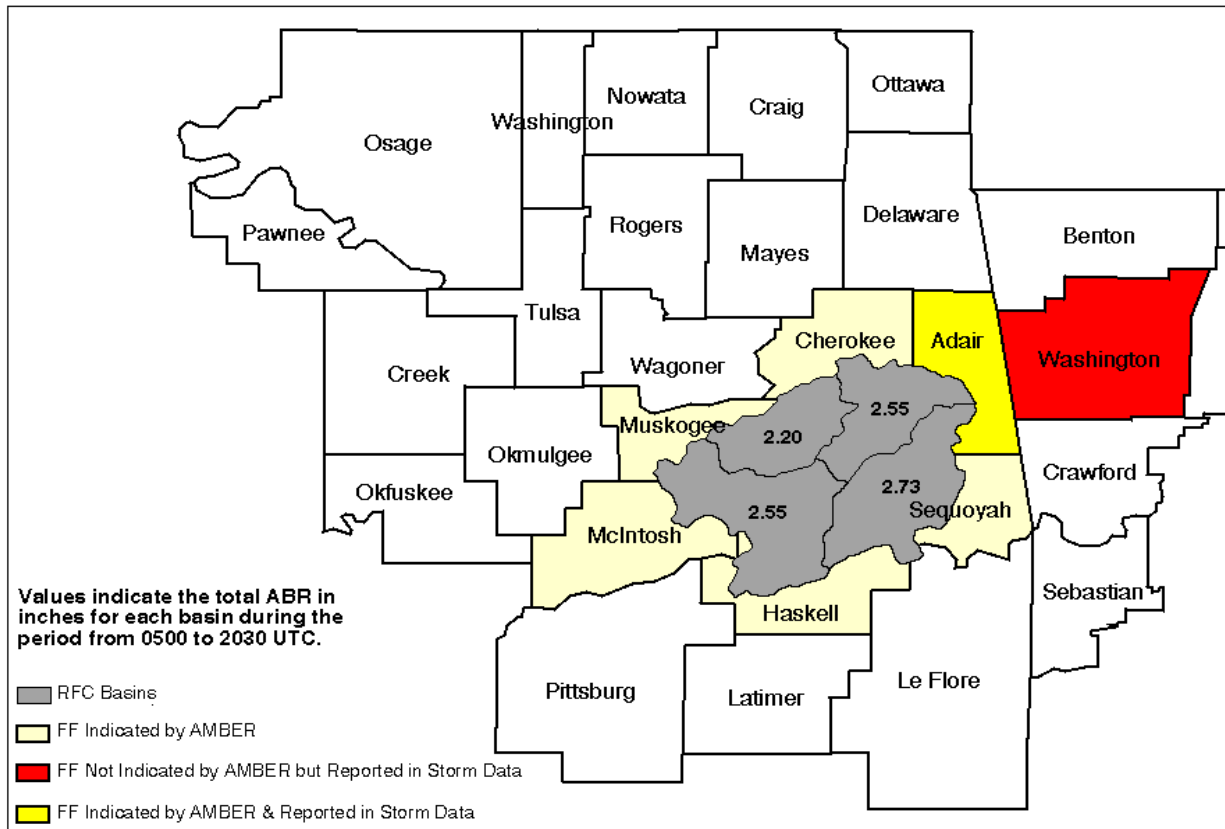 Nowata
Craig
Ottawa
Washington
Osage
Delaware
Rogers
Pawnee
Benton
Mayes
Tulsa
Cherokee
Adair
Washington
Creek
Wagoner
2.55
Muskogee
2.20
Okmulgee
Crawford
Okfuskee
2.73
2.55
Sequoyah
McIntosh
Sebastian
Haskell
Values indicate the total ABR in
inches for each basin during the
period from 0500 to 2030 UTC.
Le Flore
Pittsburg
Latimer
RFC Basins
FF Indicated by AMBER
FF Not Indicated by AMBER but Reported in Storm Data
FF Indicated by AMBER & Reported in Storm Data